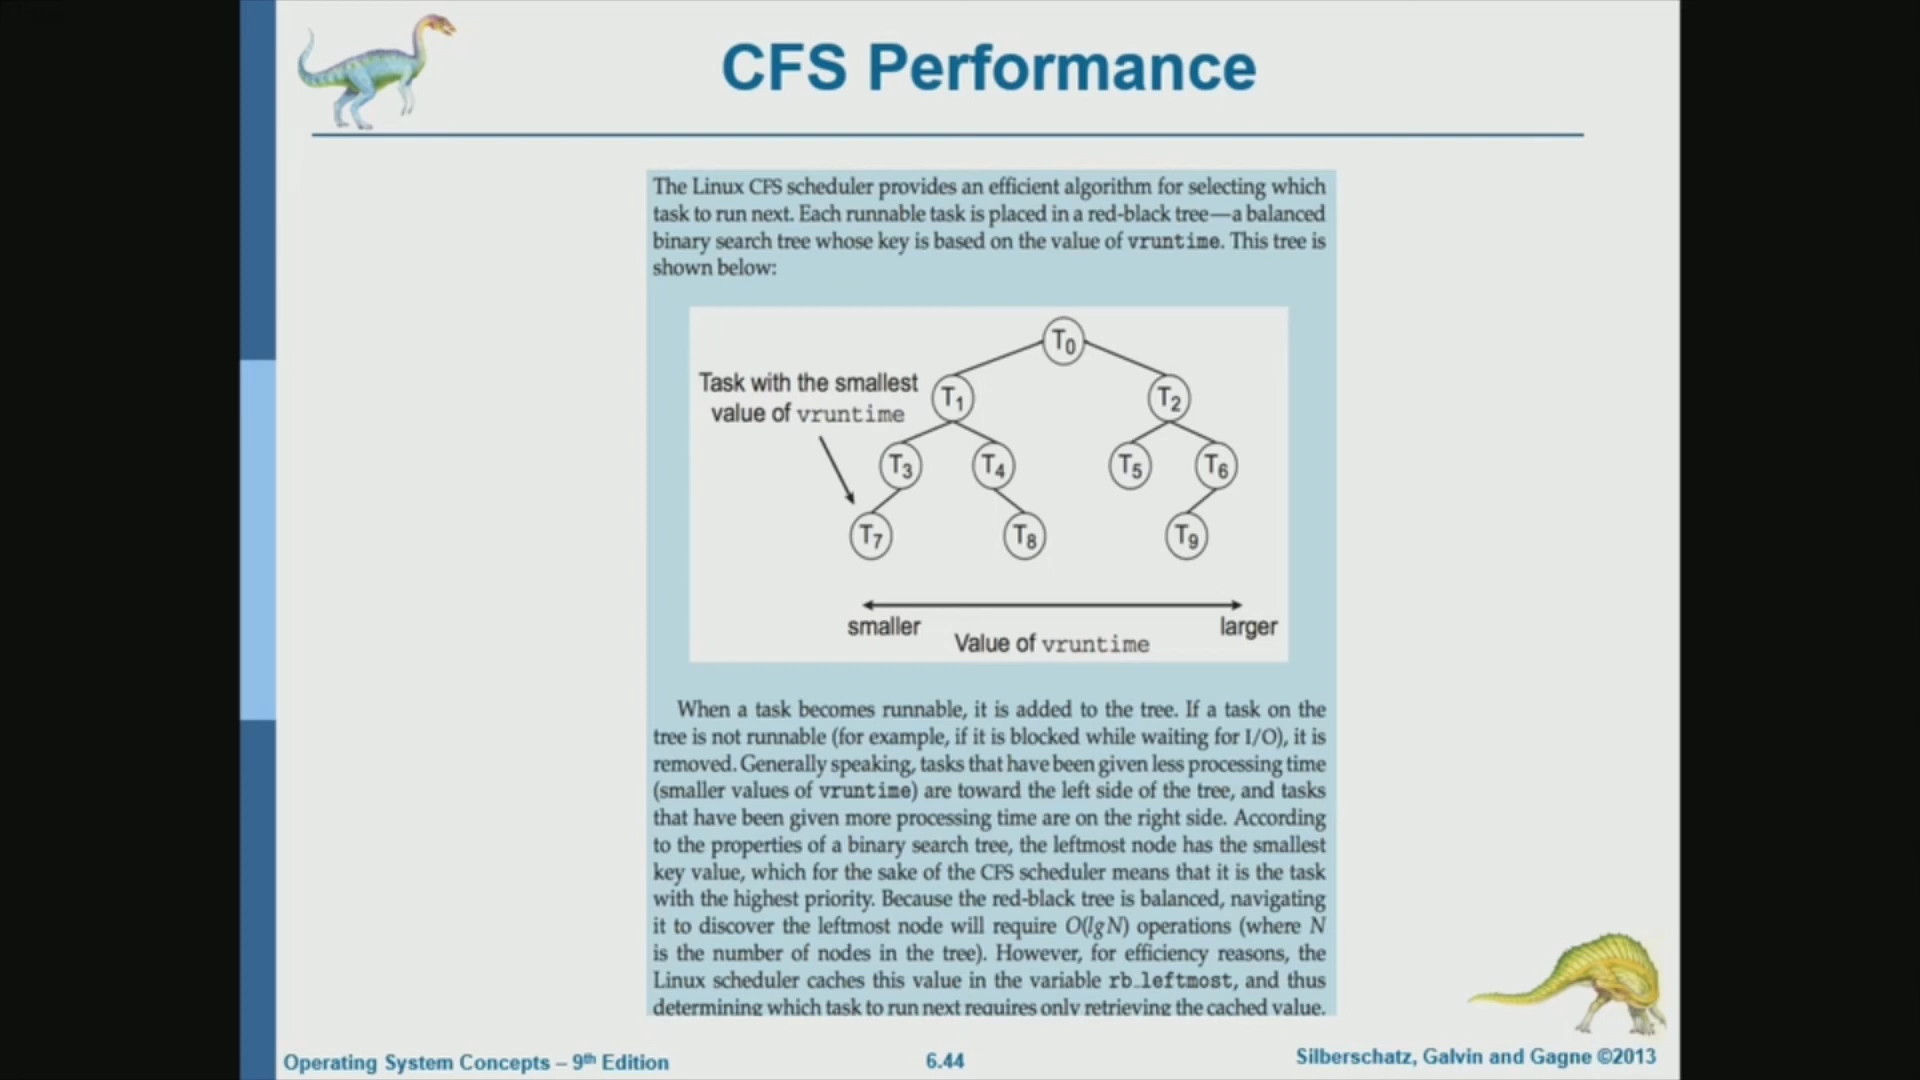 CFS Performance
The Linux CFS scheduler provides an efficient algorithm for selecting which
task to run next. Each runnable task is placed in a red-black tree—a balanced
binary search tree whose key is based on the value of vruntime. This tree is
shown below:
T0
Task with the smallest
value of vruntime
T1
T2
T3
T4
T5
T6
T7
T8
T9
smaller
larger
Value of vruntime
When a task becomes runnable, it is added to the tree. If a task on the
tree is not runnable (for example, if it is blocked while waiting for I/O), it is
removed. Generally speaking, tasks that have been given less processing time
(smaller values of vruntime) are toward the left side of the tree, and tasks
that have been given more processing time are on the right side. According
to the properties of a binary search tree, the leftmost node has the smallest
key value, which for the sake of the CFS scheduler means that it is the task
with the highest priority. Because the red-black tree is balanced, navigating
it to discover the leftmost node will require O(lg N) operations (where N
is the number of nodes in the tree). However, for efficiency reasons, the
Linux scheduler caches this value in the variable rb_leftmost, and thus
determining which task to run next requires only retrieving the cached value.
Operating System Concepts – 9th Edition
6.44
Silberschatz, Galvin and Gagne ©2013